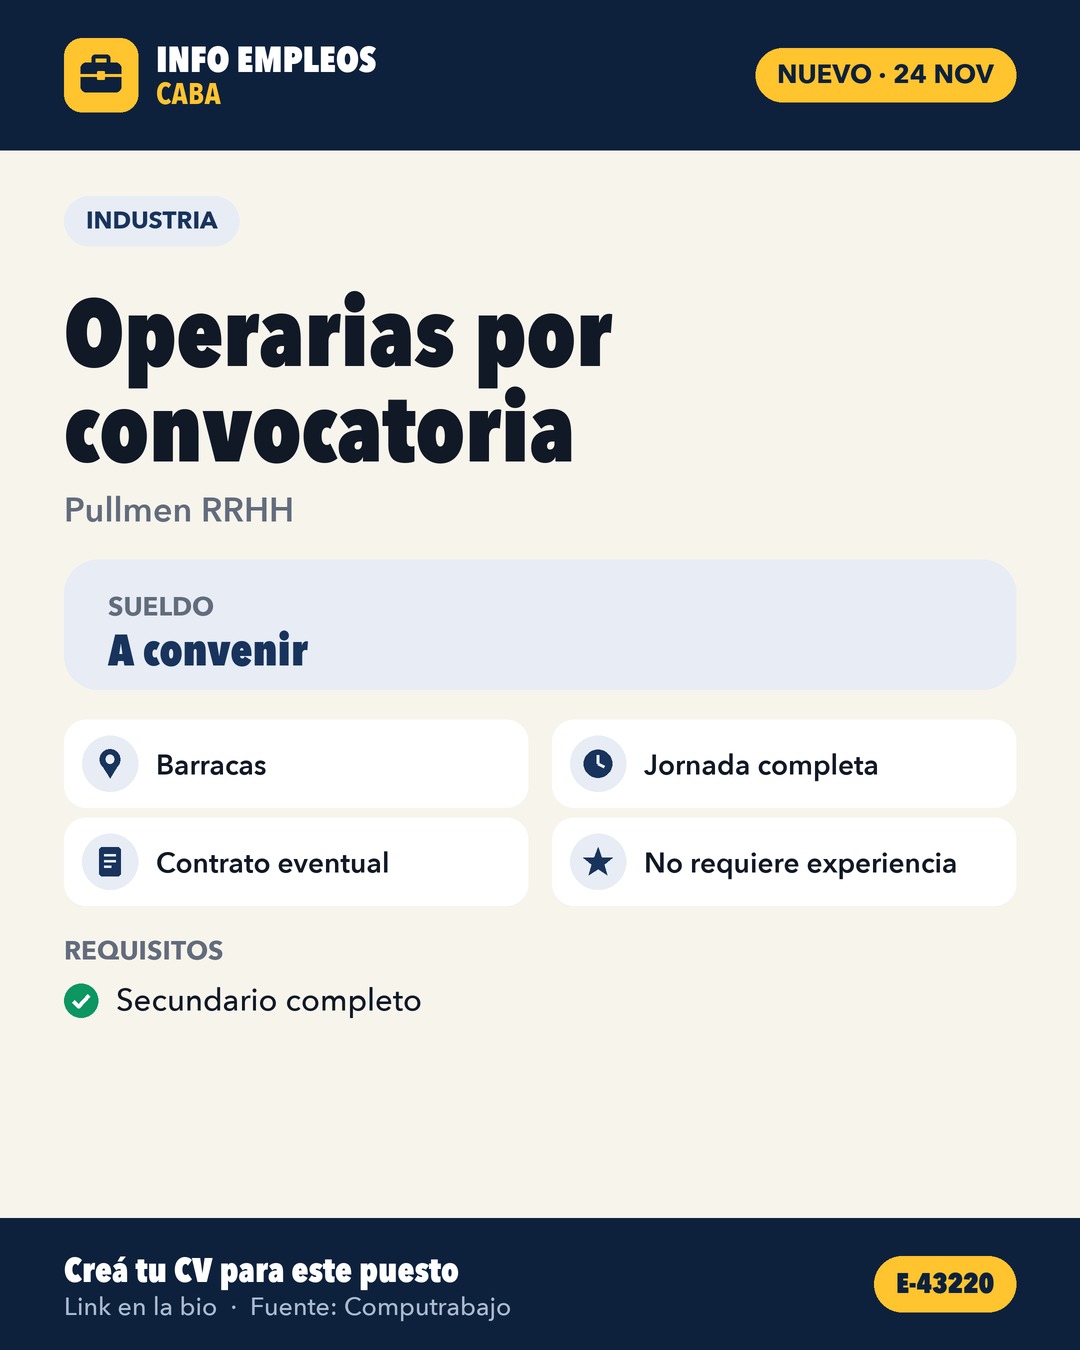 INFO EMPLEOS
CABA
NUEVO · 24 NOV
INDUSTRIA
Operarias por
convocatoria
Pullmen RRHH
SUELDO
A convenir
Barracas
Jornada completa
Contrato eventual
No requiere experiencia
REQUISITOS
Secundario completo
Creá tu CV para este puesto
Link en la bio · Fuente: Computrabajo
E-43220